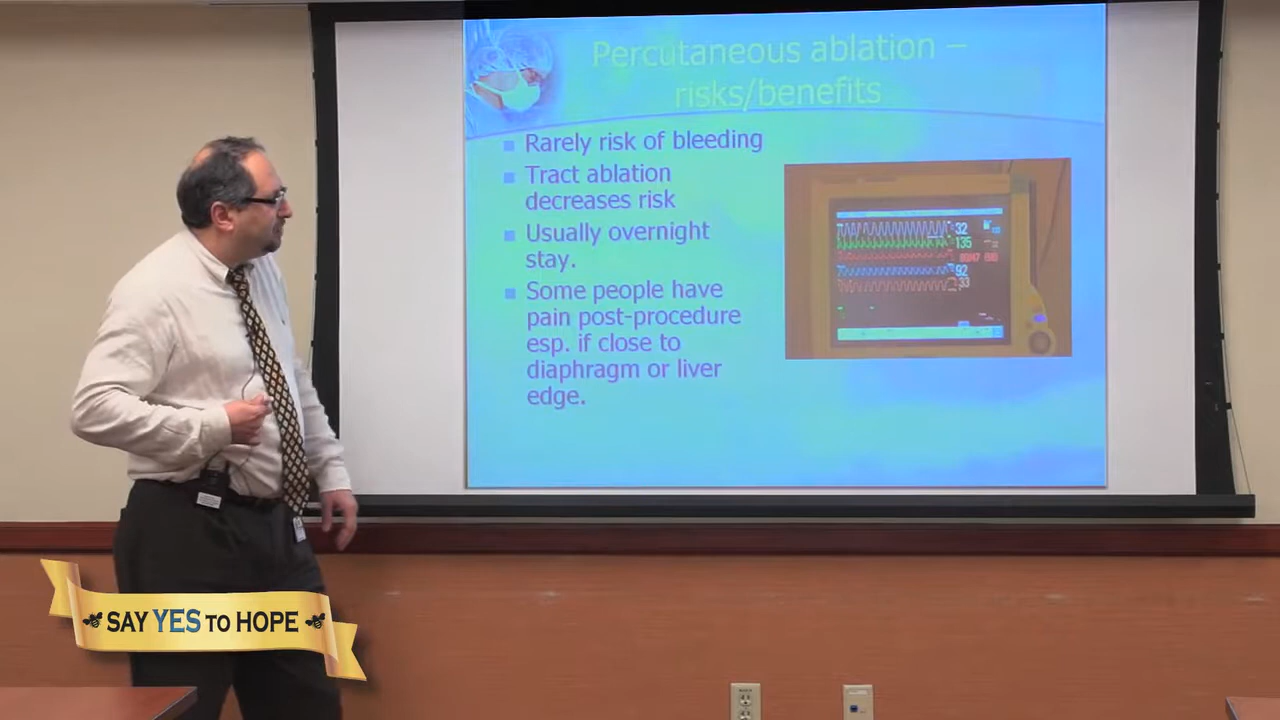 Percutaneous ablation –
risks/benefits
Rarely risk of bleeding
Tract ablation
decreases risk
Usually overnight
stay.
Some people have
pain post-procedure
esp. if close to
diaphragm or liver
edge.
32
135
92
33
SAY YES TO HOPE